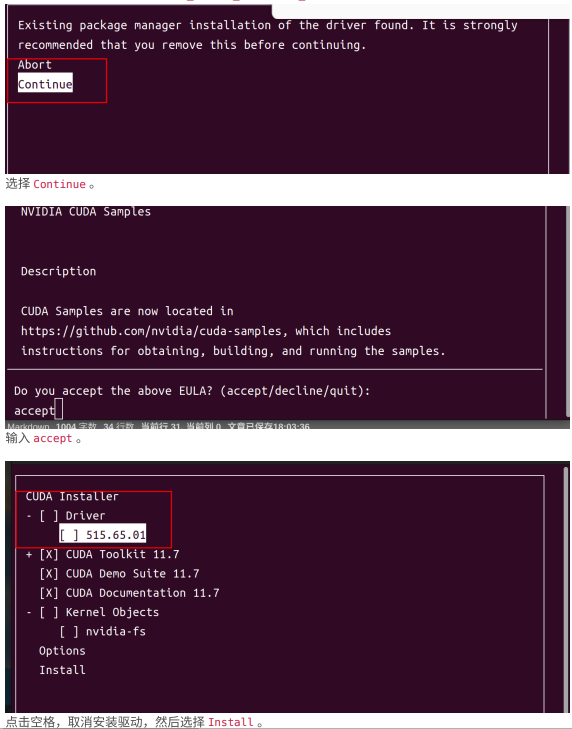 Existing package manager installation of the driver found. It is strongly
recommended that you remove this before continuing.
Abort
Continue
选择 Continue 。
NVIDIA CUDA Samples
Description
CUDA Samples are now located in
https://github.com/nvidia/cuda-samples, which includes
instructions for obtaining, building, and running the samples.
Do you accept the above EULA? (accept/decline/quit):
accept
Markdown 1004 字数 34 行数 当前行 31, 当前列 0 文章已保存18:03:36
输入 accept 。
CUDA Installer
- [ ] Driver
[ ] 515.65.01
+ [X] CUDA Toolkit 11.7
[X] CUDA Demo Suite 11.7
[X] CUDA Documentation 11.7
- [ ] Kernel Objects
[ ] nvidia-fs
Options
Install
点击空格，取消安装驱动，然后选择 Install 。